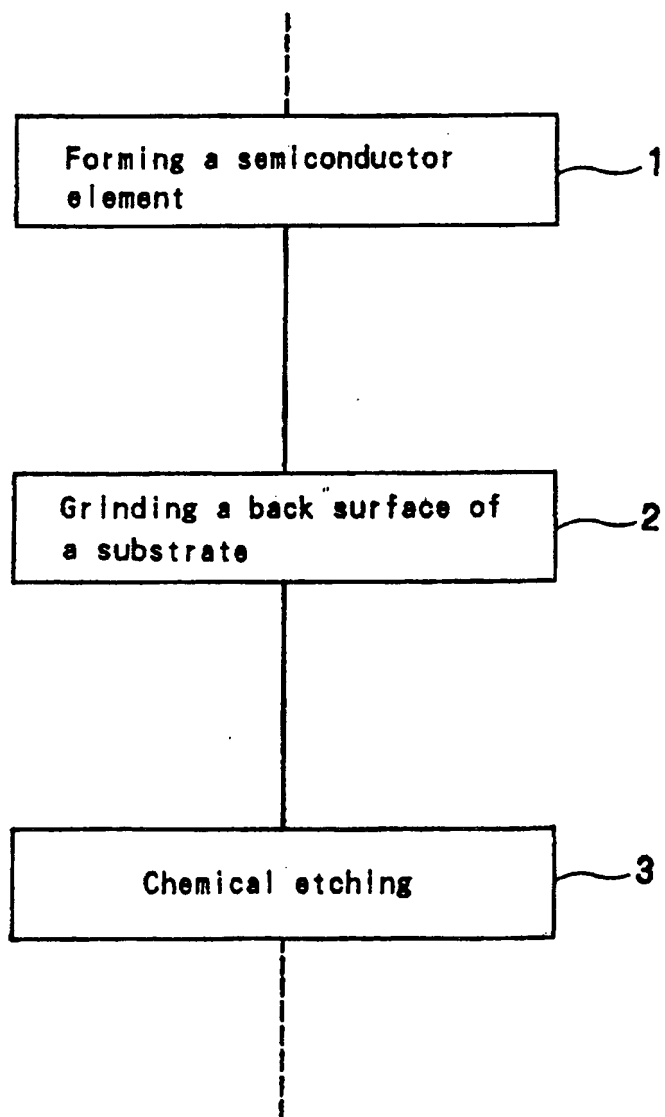 Forming a semiconductor
element
1
Grinding a back surface of
a substrate
2
Chemical etching
3